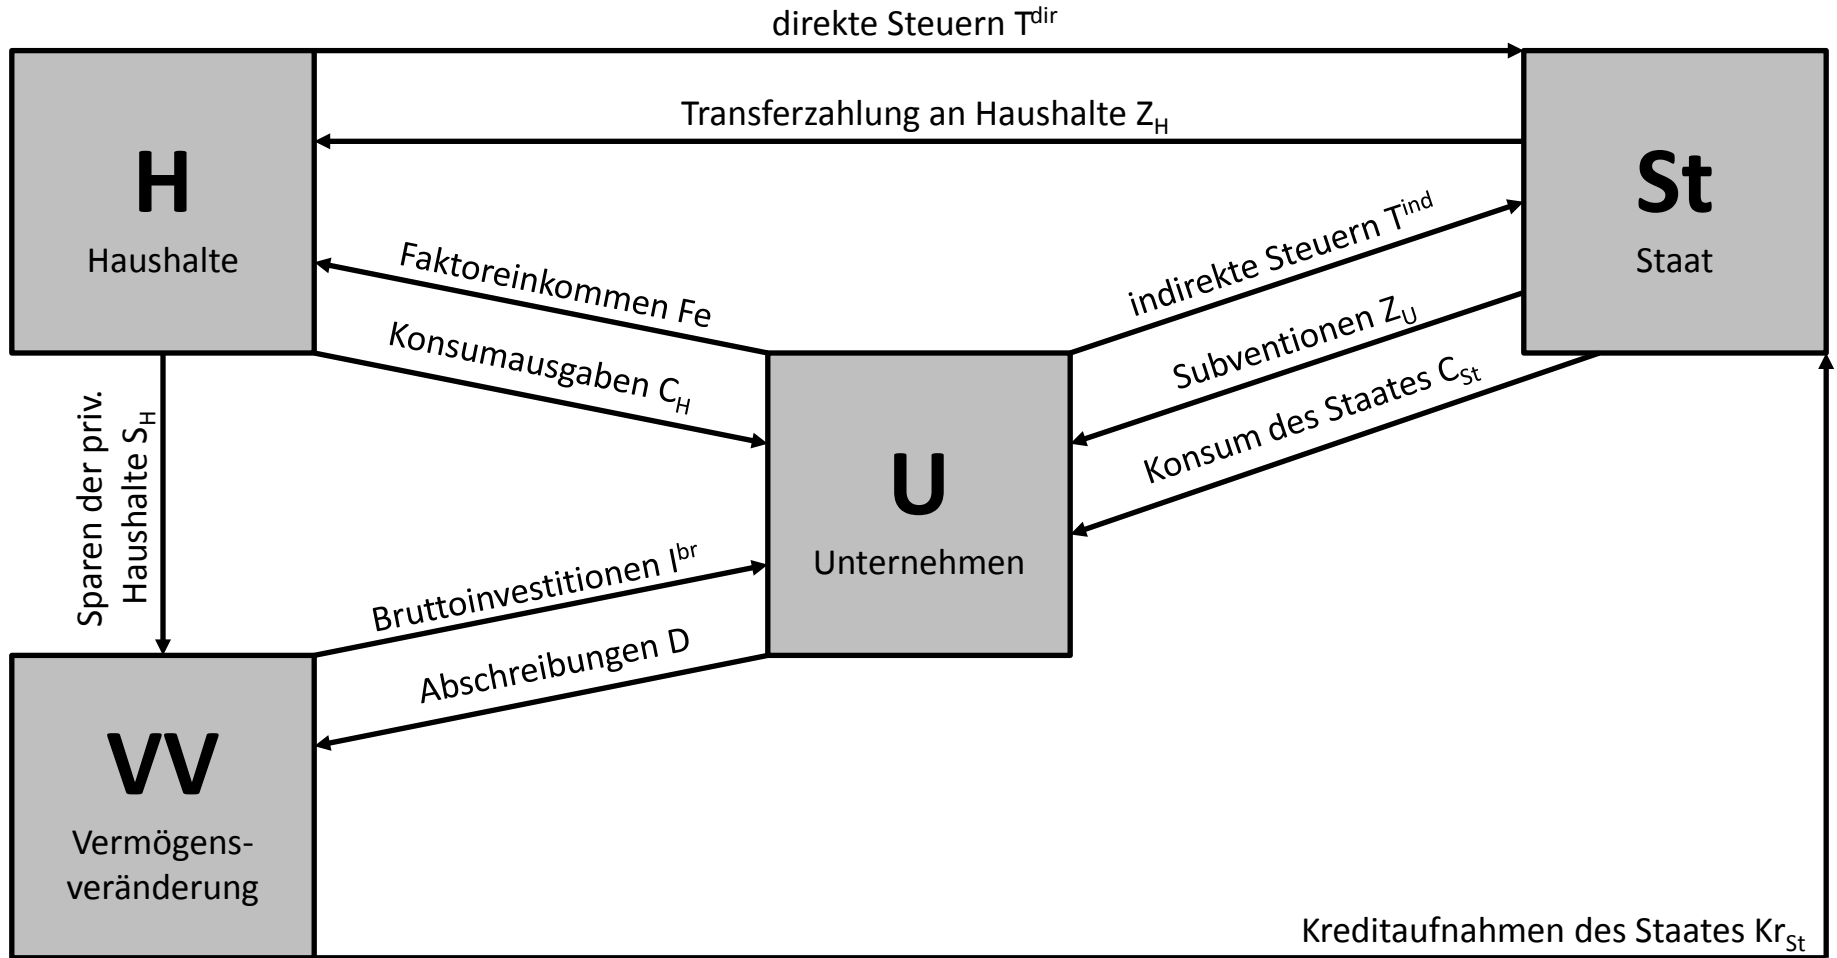 direkte Steuern T^dir
Transferzahlung an Haushalte Z_H
H
Haushalte
St
Staat
Faktoreinkommen Fe
Konsumausgaben C_H
indirekte Steuern T^ind
Subventionen Z_U
Konsum des Staates C_St
Sparen der priv.
Haushalte S_H
U
Unternehmen
Bruttoinvestitionen I^br
Abschreibungen D
VV
Vermögens-
veränderung
Kreditaufnahmen des Staates Kr_St